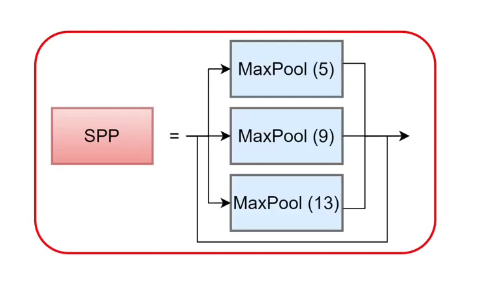 MaxPool (5)
SPP
=
MaxPool (9)
MaxPool (13)